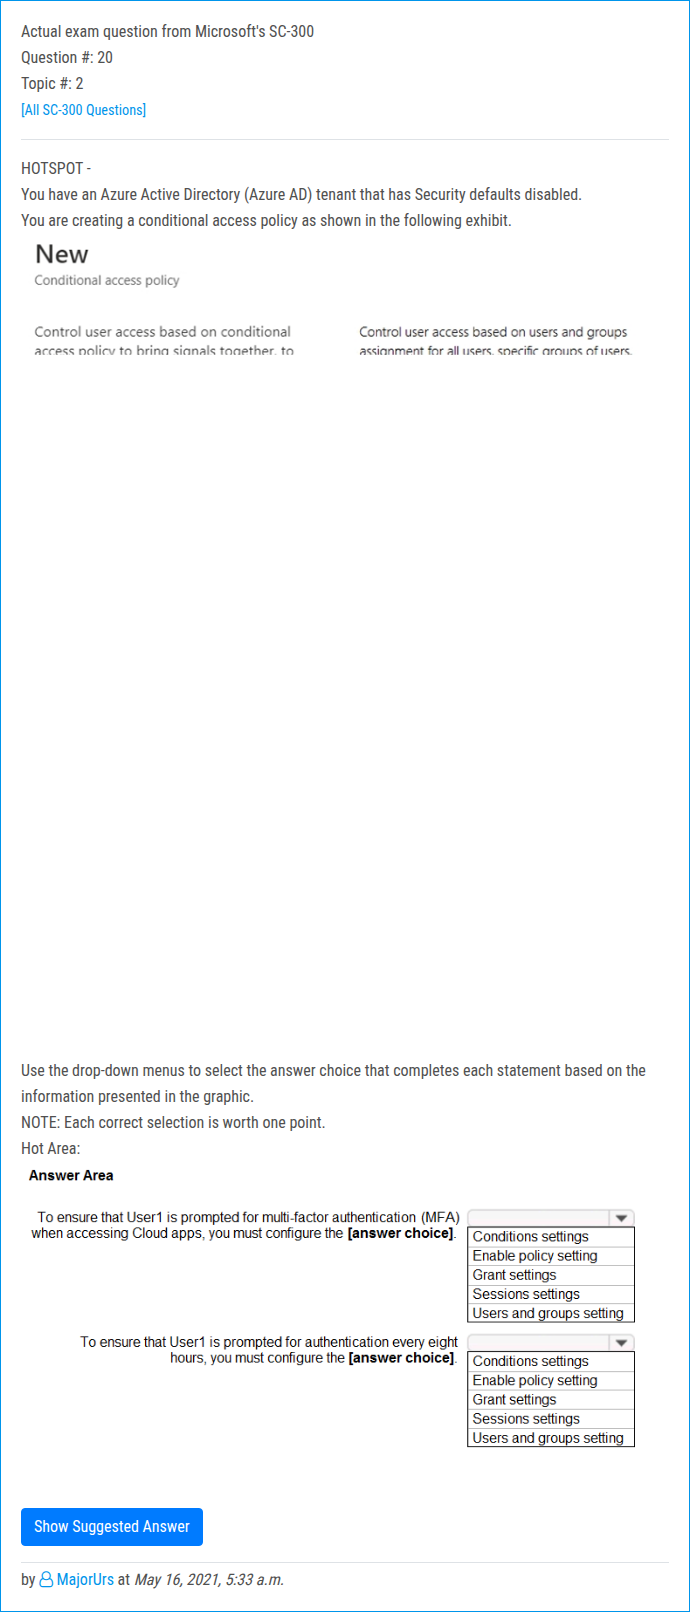 Actual exam question from Microsoft's SC-300
Question #: 20
Topic #: 2
[All SC-300 Questions]
HOTSPOT -
You have an Azure Active Directory (Azure AD) tenant that has Security defaults disabled.
You are creating a conditional access policy as shown in the following exhibit.
New
Conditional access policy
Control user access based on conditional
access policy to bring signals together, to
Control user access based on users and groups
assignment for all users, specific groups of users,
Use the drop-down menus to select the answer choice that completes each statement based on the
information presented in the graphic.
NOTE: Each correct selection is worth one point.
Hot Area:
Answer Area
To ensure that User1 is prompted for multi-factor authentication (MFA)
when accessing Cloud apps, you must configure the [answer choice].
Conditions settings
Enable policy setting
Grant settings
Sessions settings
Users and groups setting
To ensure that User1 is prompted for authentication every eight
hours, you must configure the [answer choice].
Conditions settings
Enable policy setting
Grant settings
Sessions settings
Users and groups setting
Show Suggested Answer
by MajorUrs at May 16, 2021, 5:33 a.m.